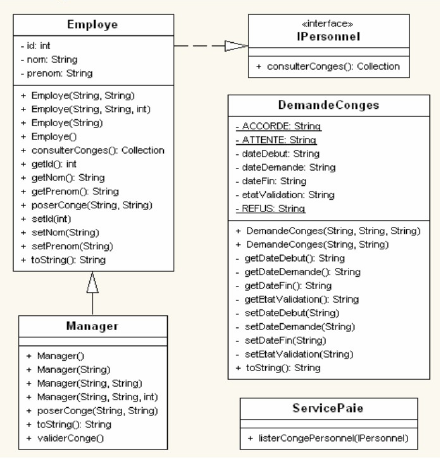 Employe
- id: int
- nom: String
- prenom: String
+ Employe(String, String)
+ Employe(String, String, int)
+ Employe(String)
+ Employe()
+ consulterConges(): Collection
+ getId(): int
+ getNom(): String
+ getPrenom(): String
+ poserConge(String, String)
+ setId(int)
+ setNom(String)
+ setPrenom(String)
+ toString(): String
«interface»
IPersonnel
+ consulterConges(): Collection
DemandeConges
- ACCORDE: String
- ATTENTE: String
- dateDebut: String
- dateDemande: String
- dateFin: String
- etatValidation: String
- REFUS: String
+ DemandeConges(String, String, String)
+ DemandeConges(String, String)
- getDateDebut(): String
- getDateDemande(): String
- getDateFin(): String
- getEtatValidation(): String
- setDateDebut(String)
- setDateDemande(String)
- setDateFin(String)
- setEtatValidation(String)
+ toString(): String
Manager
+ Manager()
+ Manager(String)
+ Manager(String, String)
+ Manager(String, String, int)
+ poserConge(String, String)
+ toString(): String
+ validerConge()
ServicePaie
+ listerCongePersonnel(IPersonnel)